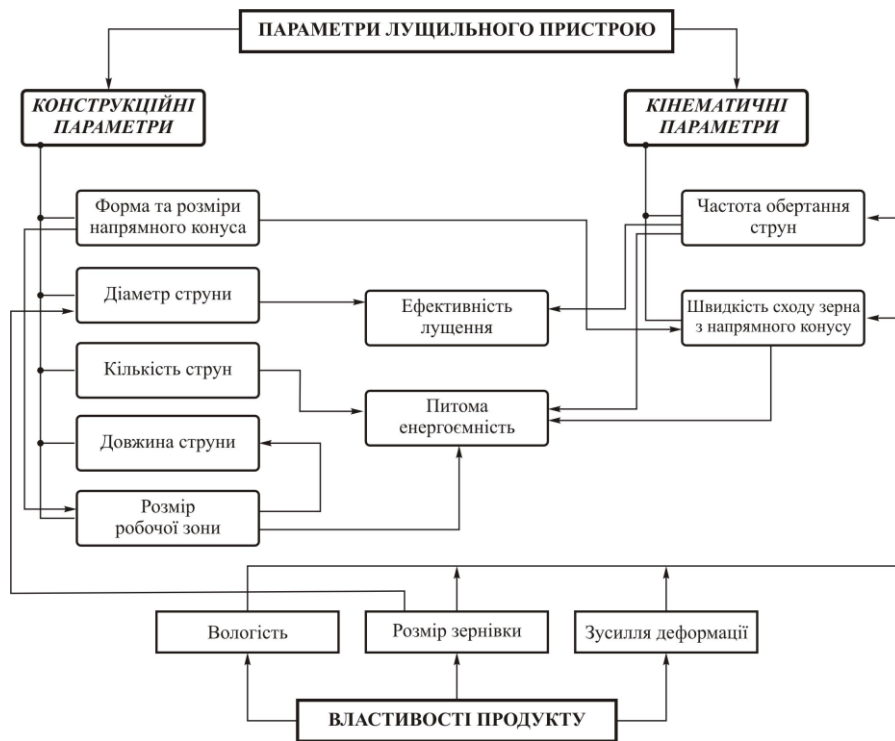 ПАРАМЕТРИ ЛУЩИЛЬНОГО ПРИСТРОЮ
КОНСТРУКЦІЙНІ
ПАРАМЕТРИ
КІНЕМАТИЧНІ
ПАРАМЕТРИ
Форма та розміри
напрямного конуса
Частота обертання
струн
Діаметр струни
Ефективність
лущення
Швидкість сходу зерна
з напрямного конусу
Кількість струн
Питома
енергоємність
Довжина струни
Розмір
робочої зони
Вологість
Розмір зернівки
Зусилля деформації
ВЛАСТИВОСТІ ПРОДУКТУ